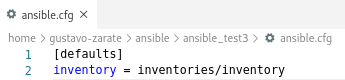 ansible.cfg ×
home > gustavo-zarate > ansible > ansible_test3 > ansible.cfg
1 [defaults]
2 inventory = inventories/inventory